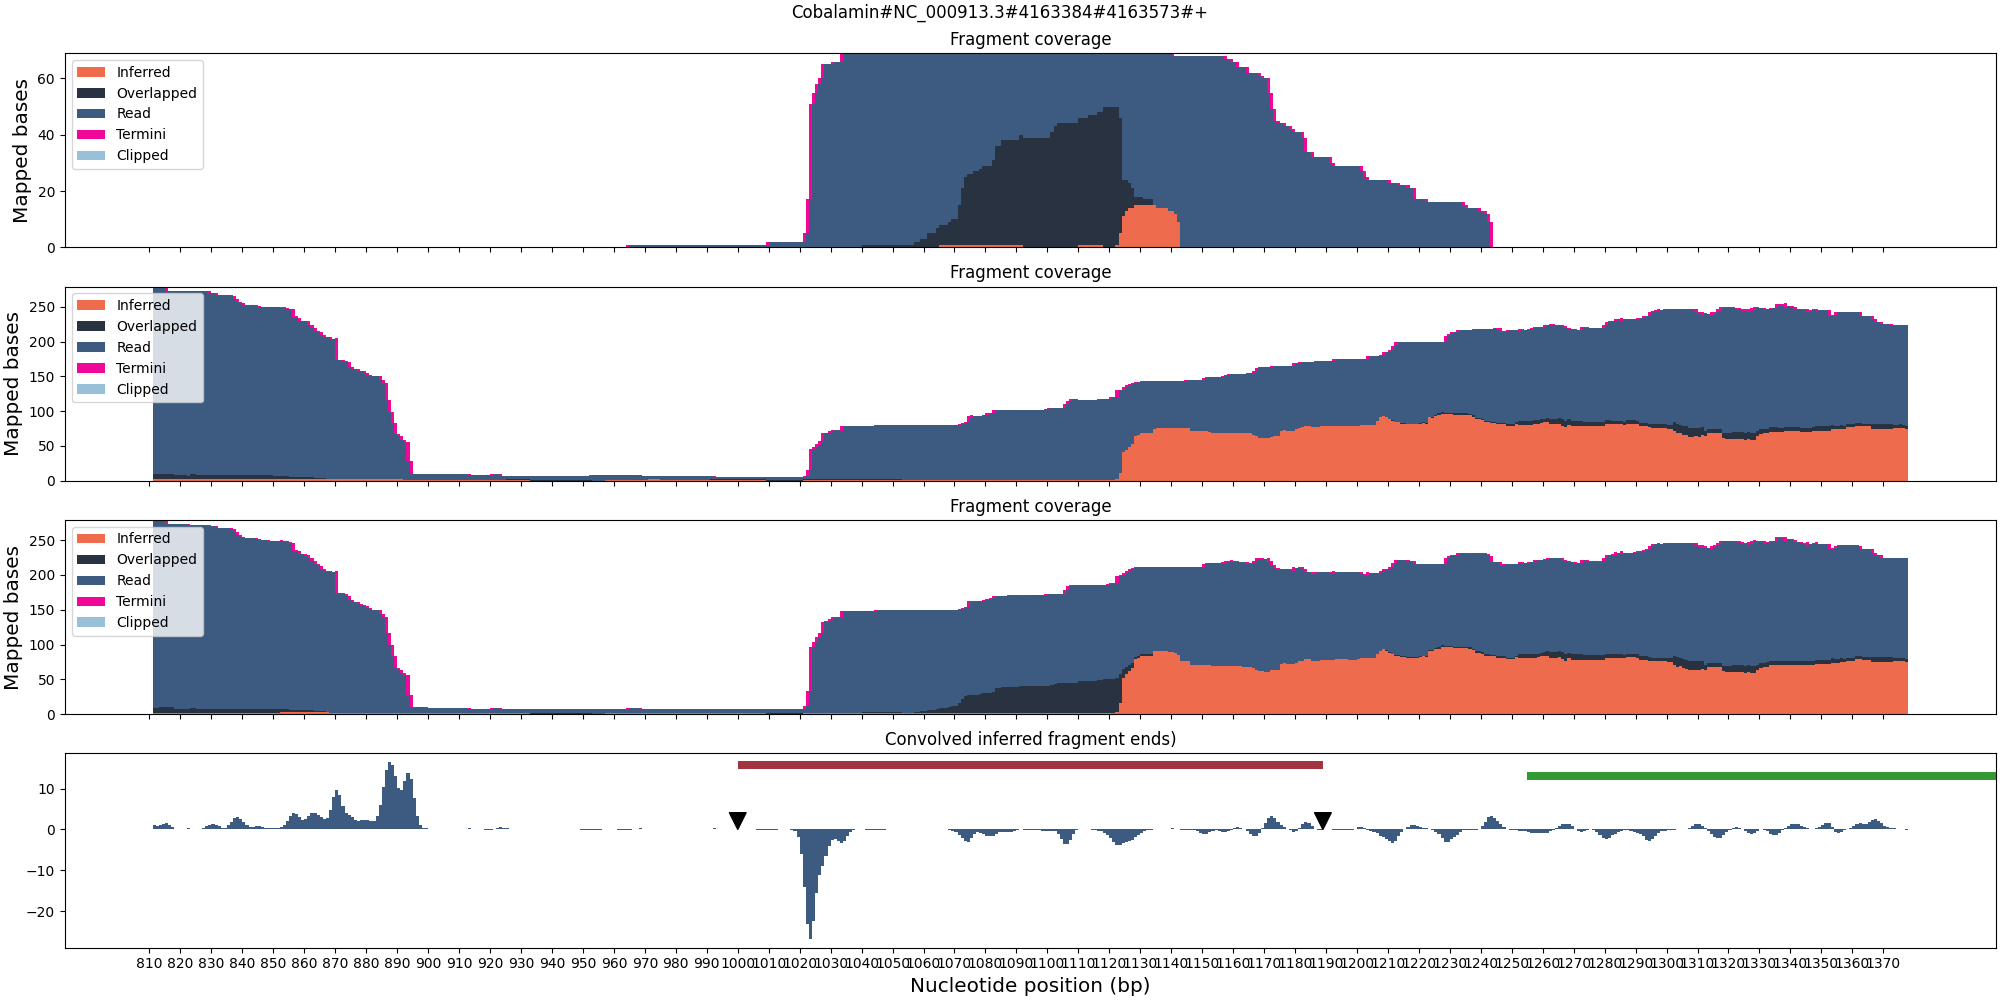 Cobalamin#NC_000913.3#4163384#4163573#+
Fragment coverage
Mapped bases
60
40
20
0
Inferred
Overlapped
Read
Termini
Clipped
Fragment coverage
Mapped bases
250
200
150
100
50
0
Inferred
Overlapped
Read
Termini
Clipped
Fragment coverage
Mapped bases
250
200
150
100
50
0
Inferred
Overlapped
Read
Termini
Clipped
Convolved inferred fragment ends)
10
0
−10
−20
810 820 830 840 850 860 870 880 890 900 910 920 930 940 950 960 970 980 990 1000 1010 1020 1030 1040 1050 1060 1070 1080 1090 1100 1110 1120 1130 1140 1150 1160 1170 1180 1190 1200 1210 1220 1230 1240 1250 1260 1270 1280 1290 1300 1310 1320 1330 1340 1350 1360 1370
Nucleotide position (bp)